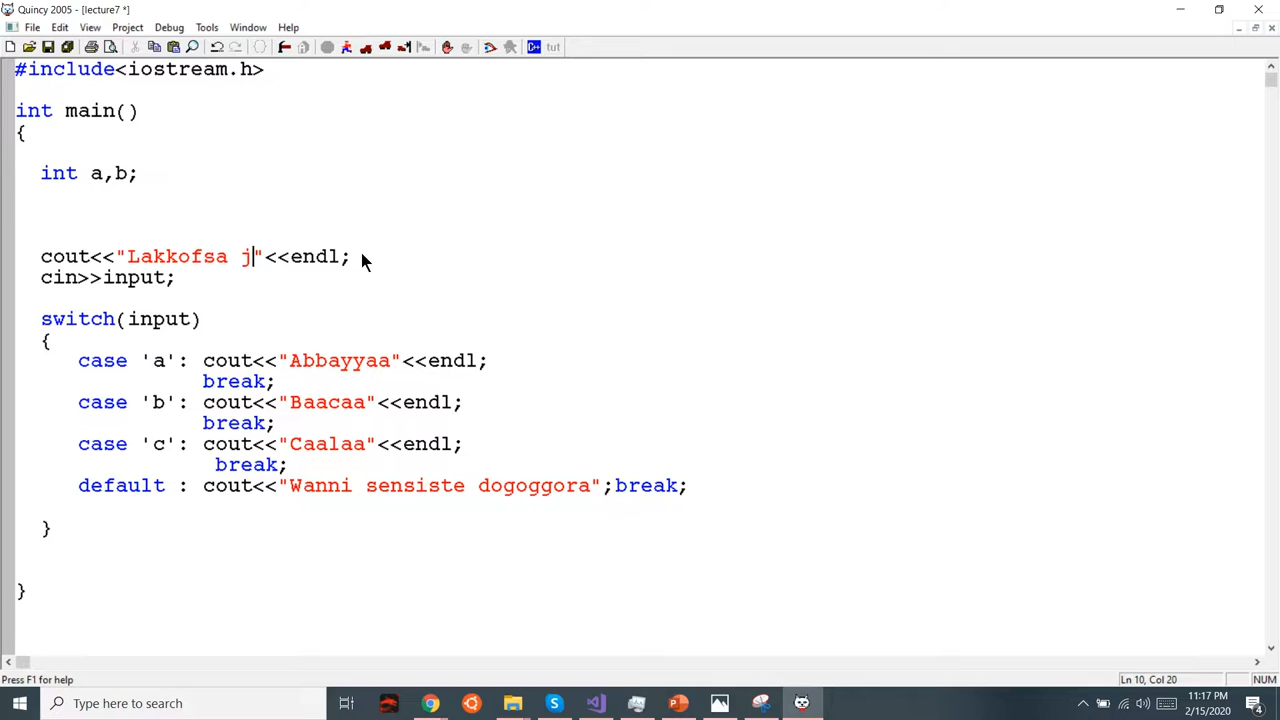 Quincy 2005 - [lecture7 *]
File Edit View Project Debug Tools Window Help
C++ tut
#include<iostream.h>
int main()
{
int a,b;
cout<<"Lakkofsa j"<<endl;
cin>>input;
switch(input)
{
case 'a': cout<<"Abbayyaa"<<endl;
break;
case 'b': cout<<"Baacaa"<<endl;
break;
case 'c': cout<<"Caalaa"<<endl;
break;
default : cout<<"Wanni sensiste dogoggora";break;
}
}
Press F1 for help
Ln 10, Col 20
NUM
Type here to search
11:17 PM
2/15/2020